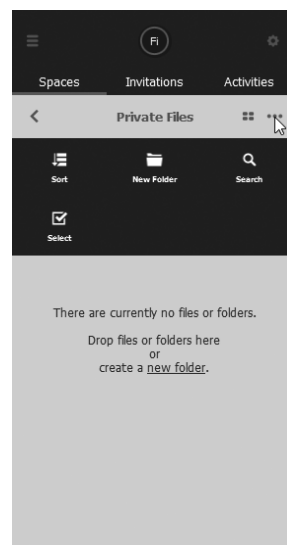 Fi
Spaces Invitations Activities
Private Files
Sort New Folder Search
Select
There are currently no files or folders.
Drop files or folders here
or
create a new folder.